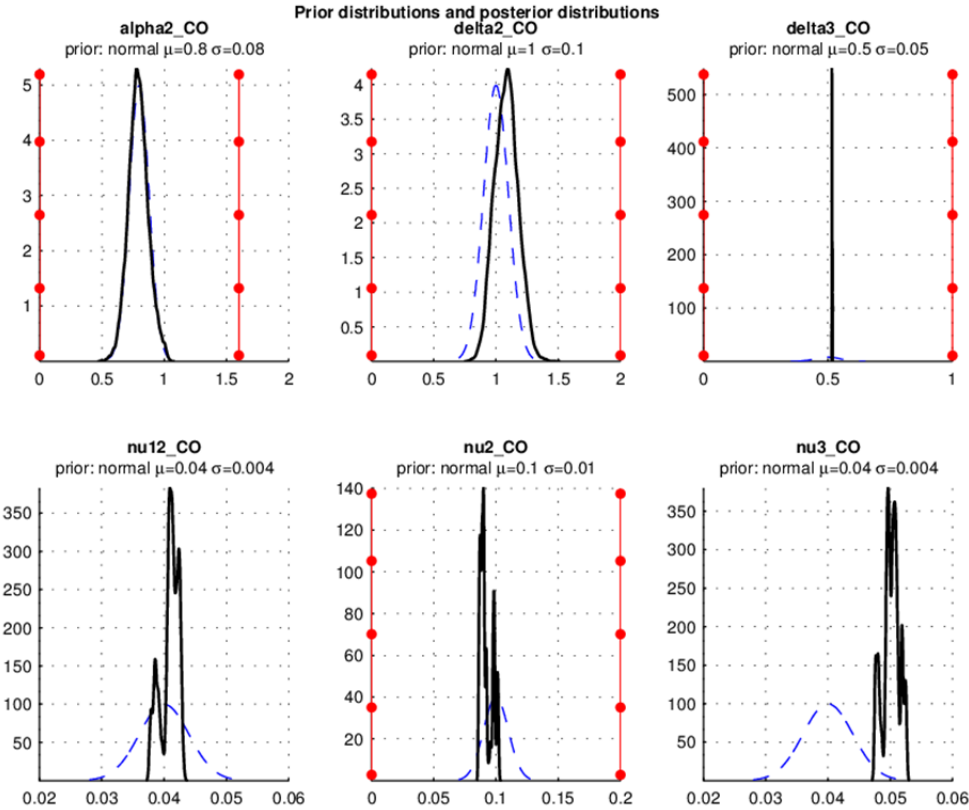 Prior distributions and posterior distributions
alpha2_CO
prior: normal μ=0.8 σ=0.08
5
4
3
2
1
0 0.5 1 1.5 2
delta2_CO
prior: normal μ=1 σ=0.1
4
3.5
3
2.5
2
1.5
1
0.5
0 0.5 1 1.5 2
delta3_CO
prior: normal μ=0.5 σ=0.05
500
400
300
200
100
0 0.5 1
nu12_CO
prior: normal μ=0.04 σ=0.004
350
300
250
200
150
100
50
0.02 0.03 0.04 0.05 0.06
nu2_CO
prior: normal μ=0.1 σ=0.01
140
120
100
80
60
40
20
0 0.05 0.1 0.15 0.2
nu3_CO
prior: normal μ=0.04 σ=0.004
350
300
250
200
150
100
50
0.02 0.03 0.04 0.05 0.06